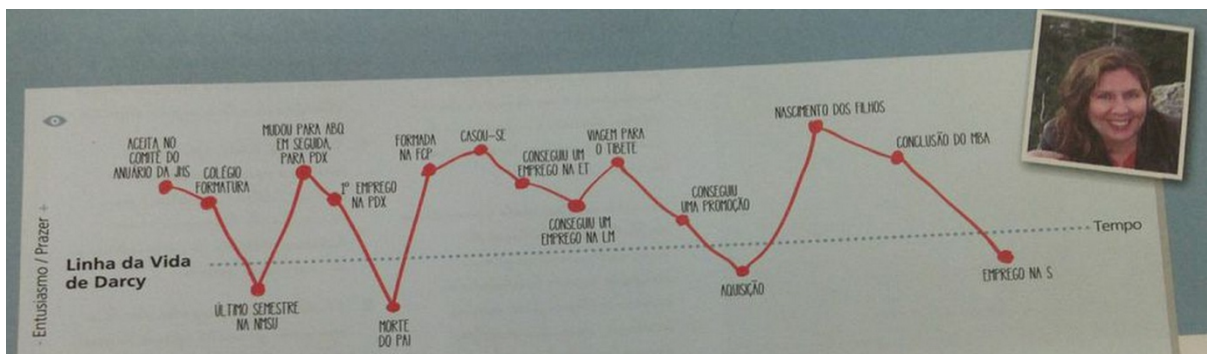 - Entusiasmo / Prazer +
Linha da Vida
de Darcy
ACEITA NO
COMITÊ DO
ANUÁRIO DA JHS
COLÉGIO
FORMATURA
ÚLTIMO SEMESTRE
NA NMSU
MUDOU PARA ABQ
EM SEGUIDA,
PARA PDX
1º EMPREGO
NA PDX
MORTE
DO PAI
FORMADA
NA FCP
CASOU-SE
CONSEGUIU UM
EMPREGO NA ET
CONSEGUIU UM
EMPREGO NA LM
VIAGEM PARA
O TIBETE
CONSEGUIU
UMA PROMOÇÃO
AQUISIÇÃO
NASCIMENTO DOS FILHOS
CONCLUSÃO DO MBA
EMPREGO NA S
Tempo